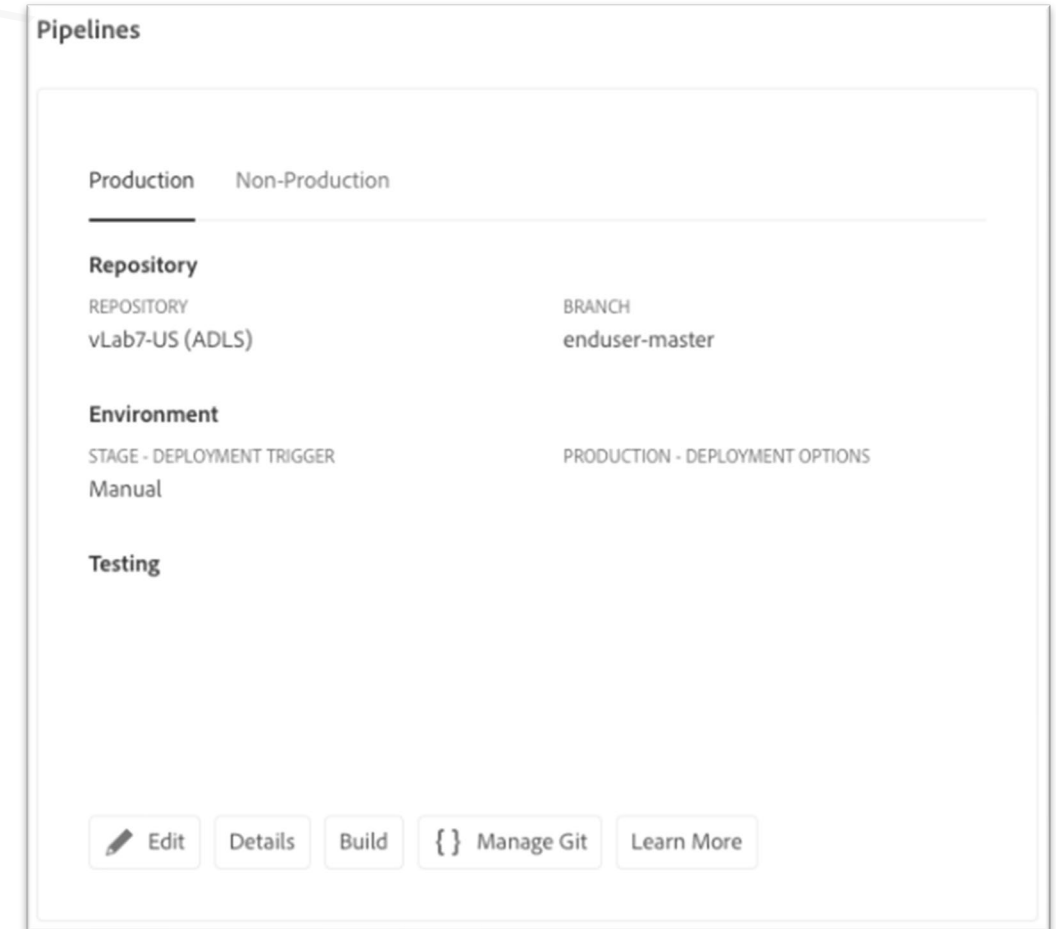 Pipelines
Production Non-Production
Repository
REPOSITORY BRANCH
vLab7-US (ADLS) enduser-master
Environment
STAGE - DEPLOYMENT TRIGGER PRODUCTION - DEPLOYMENT OPTIONS
Manual
Testing
Edit Details Build { } Manage Git Learn More